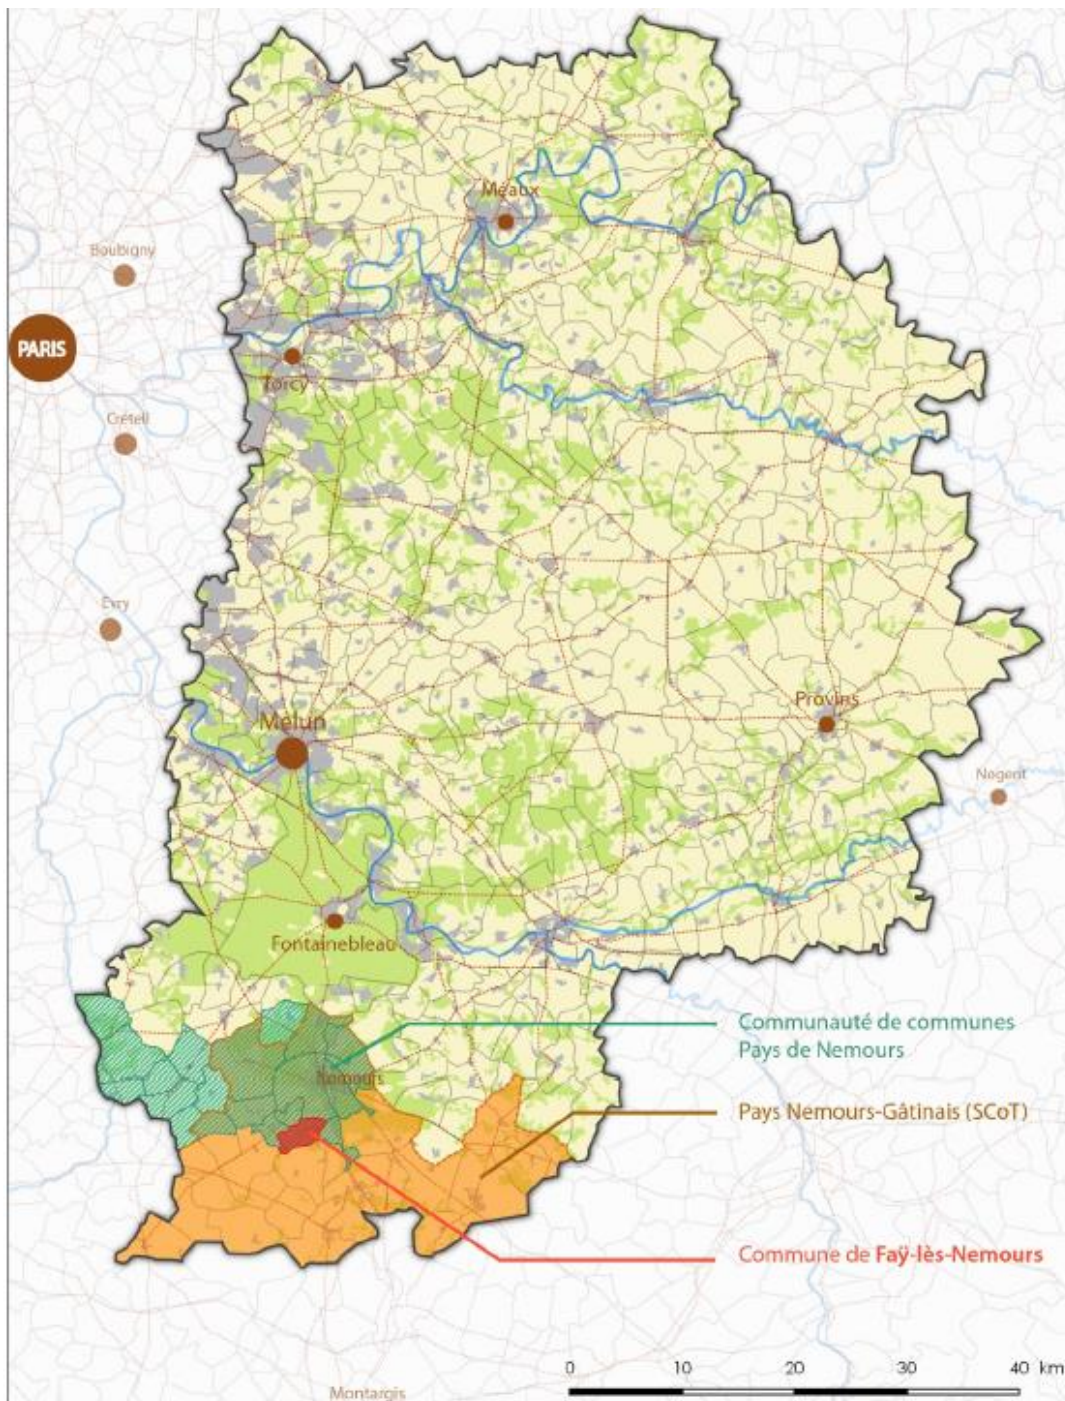 Meaux
Boubigny
PARIS
Torcy
Créteil
Evry
Provins
Melun
Nogent
Fontainebleau
Communauté de communes
Pays de Nemours
Nemours
Pays Nemours-Gâtinais (SCoT)
Commune de Faÿ-lès-Nemours
0 10 20 30 40 km
Montargis